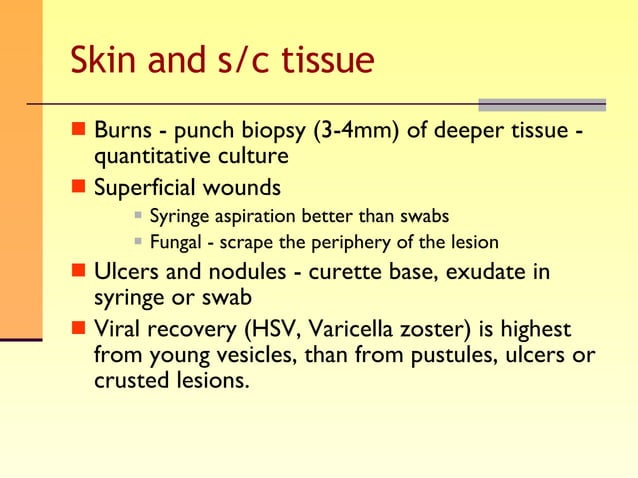 Skin and s/c tissue
Burns - punch biopsy (3-4mm) of deeper tissue -
quantitative culture
Superficial wounds
Syringe aspiration better than swabs
Fungal - scrape the periphery of the lesion
Ulcers and nodules - curette base, exudate in
syringe or swab
Viral recovery (HSV, Varicella zoster) is highest
from young vesicles, than from pustules, ulcers or
crusted lesions.